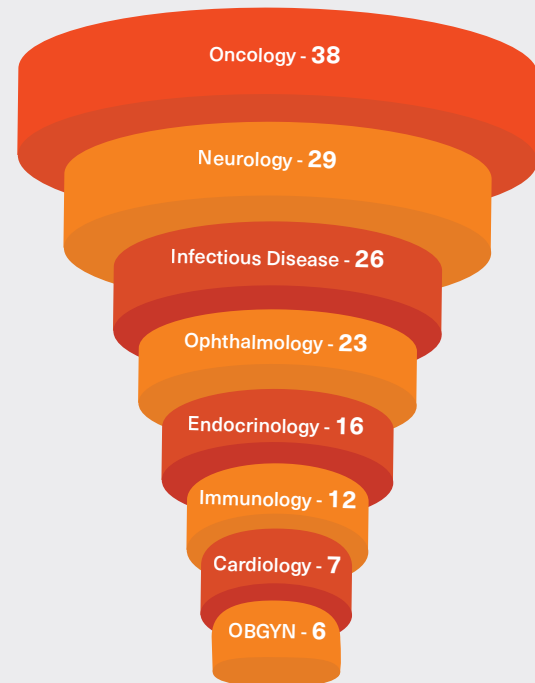 Oncology - 38
Neurology - 29
Infectious Disease - 26
Ophthalmology - 23
Endocrinology - 16
Immunology - 12
Cardiology - 7
OBGYN - 6